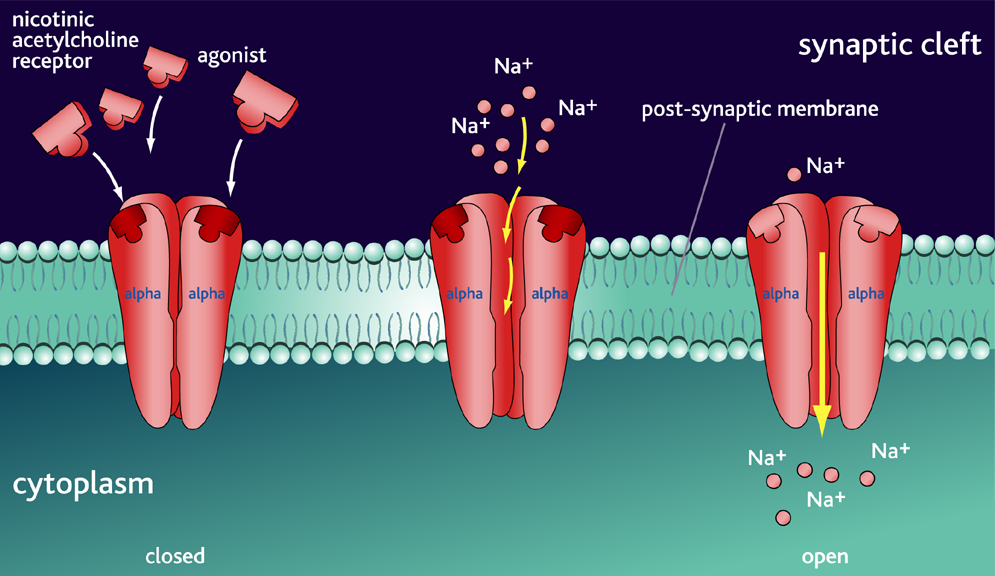 nicotinic
acetylcholine
receptor
agonist
synaptic cleft
Na+
Na+
Na+
post-synaptic membrane
Na+
alpha alpha
alpha alpha
alpha alpha
cytoplasm
Na+
Na+
Na+
closed
open